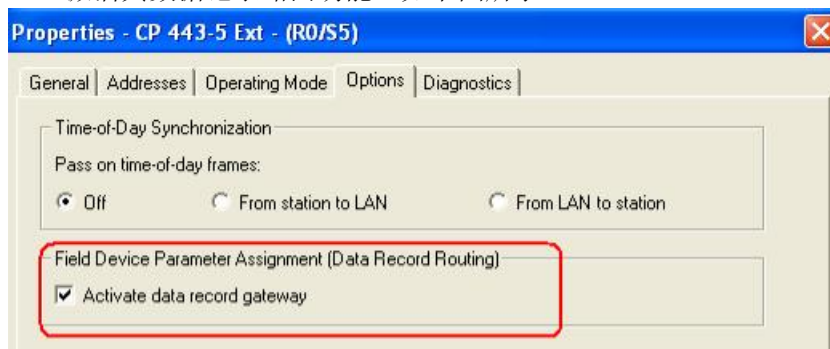 Properties - CP 443-5 Ext - (R0/S5)
General Addresses Operating Mode Options Diagnostics
Time-of-Day Synchronization
Pass on time-of-day frames:
Off From station to LAN From LAN to station
Field Device Parameter Assignment (Data Record Routing)
Activate data record gateway